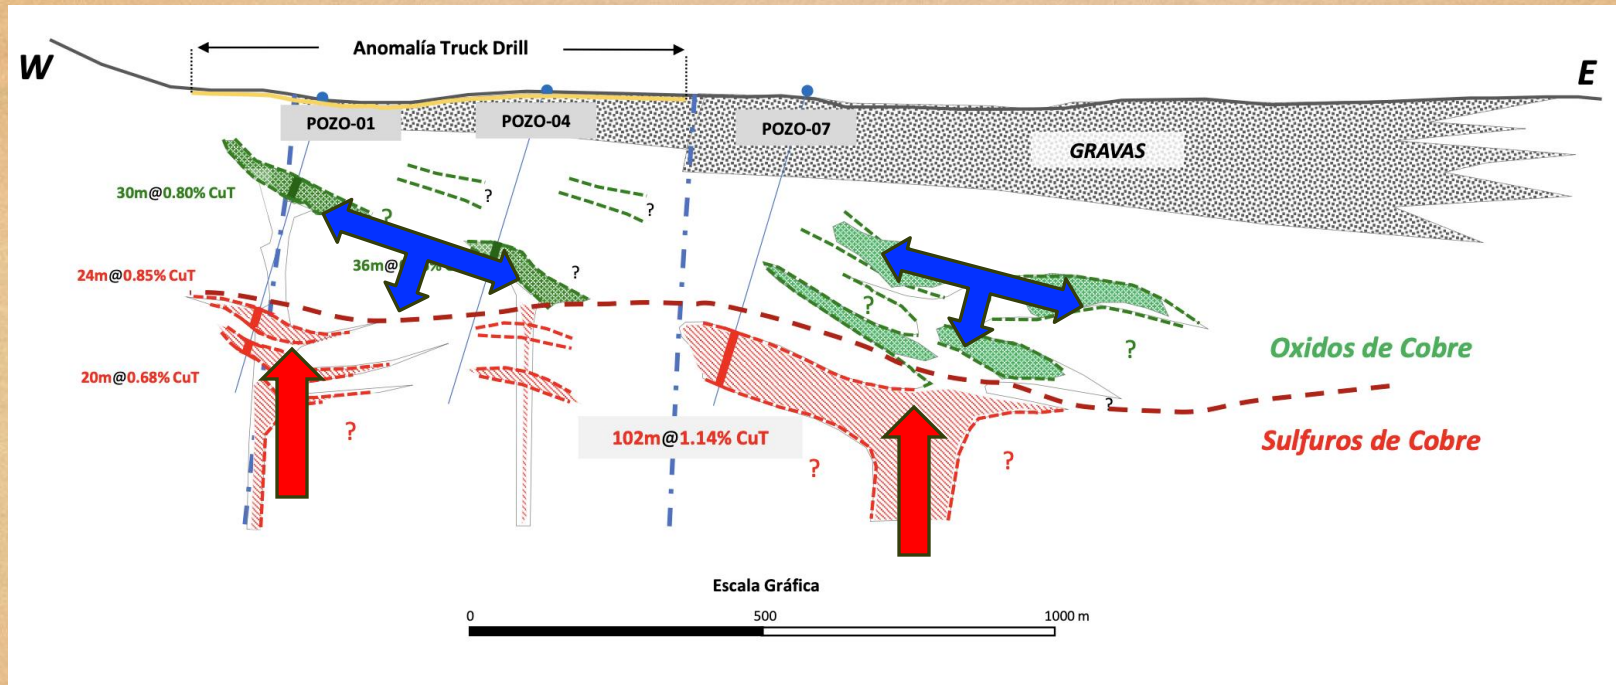 Anomalía Truck Drill
W
E
POZO-01
POZO-04
POZO-07
GRAVAS
30m@0.80% CuT
?
?
?
36m@
?
24m@0.85% CuT
?
?
Oxidos de Cobre
20m@0.68% CuT
?
?
102m@1.14% CuT
Sulfuros de Cobre
?
?
Escala Gráfica
0
500
1000 m